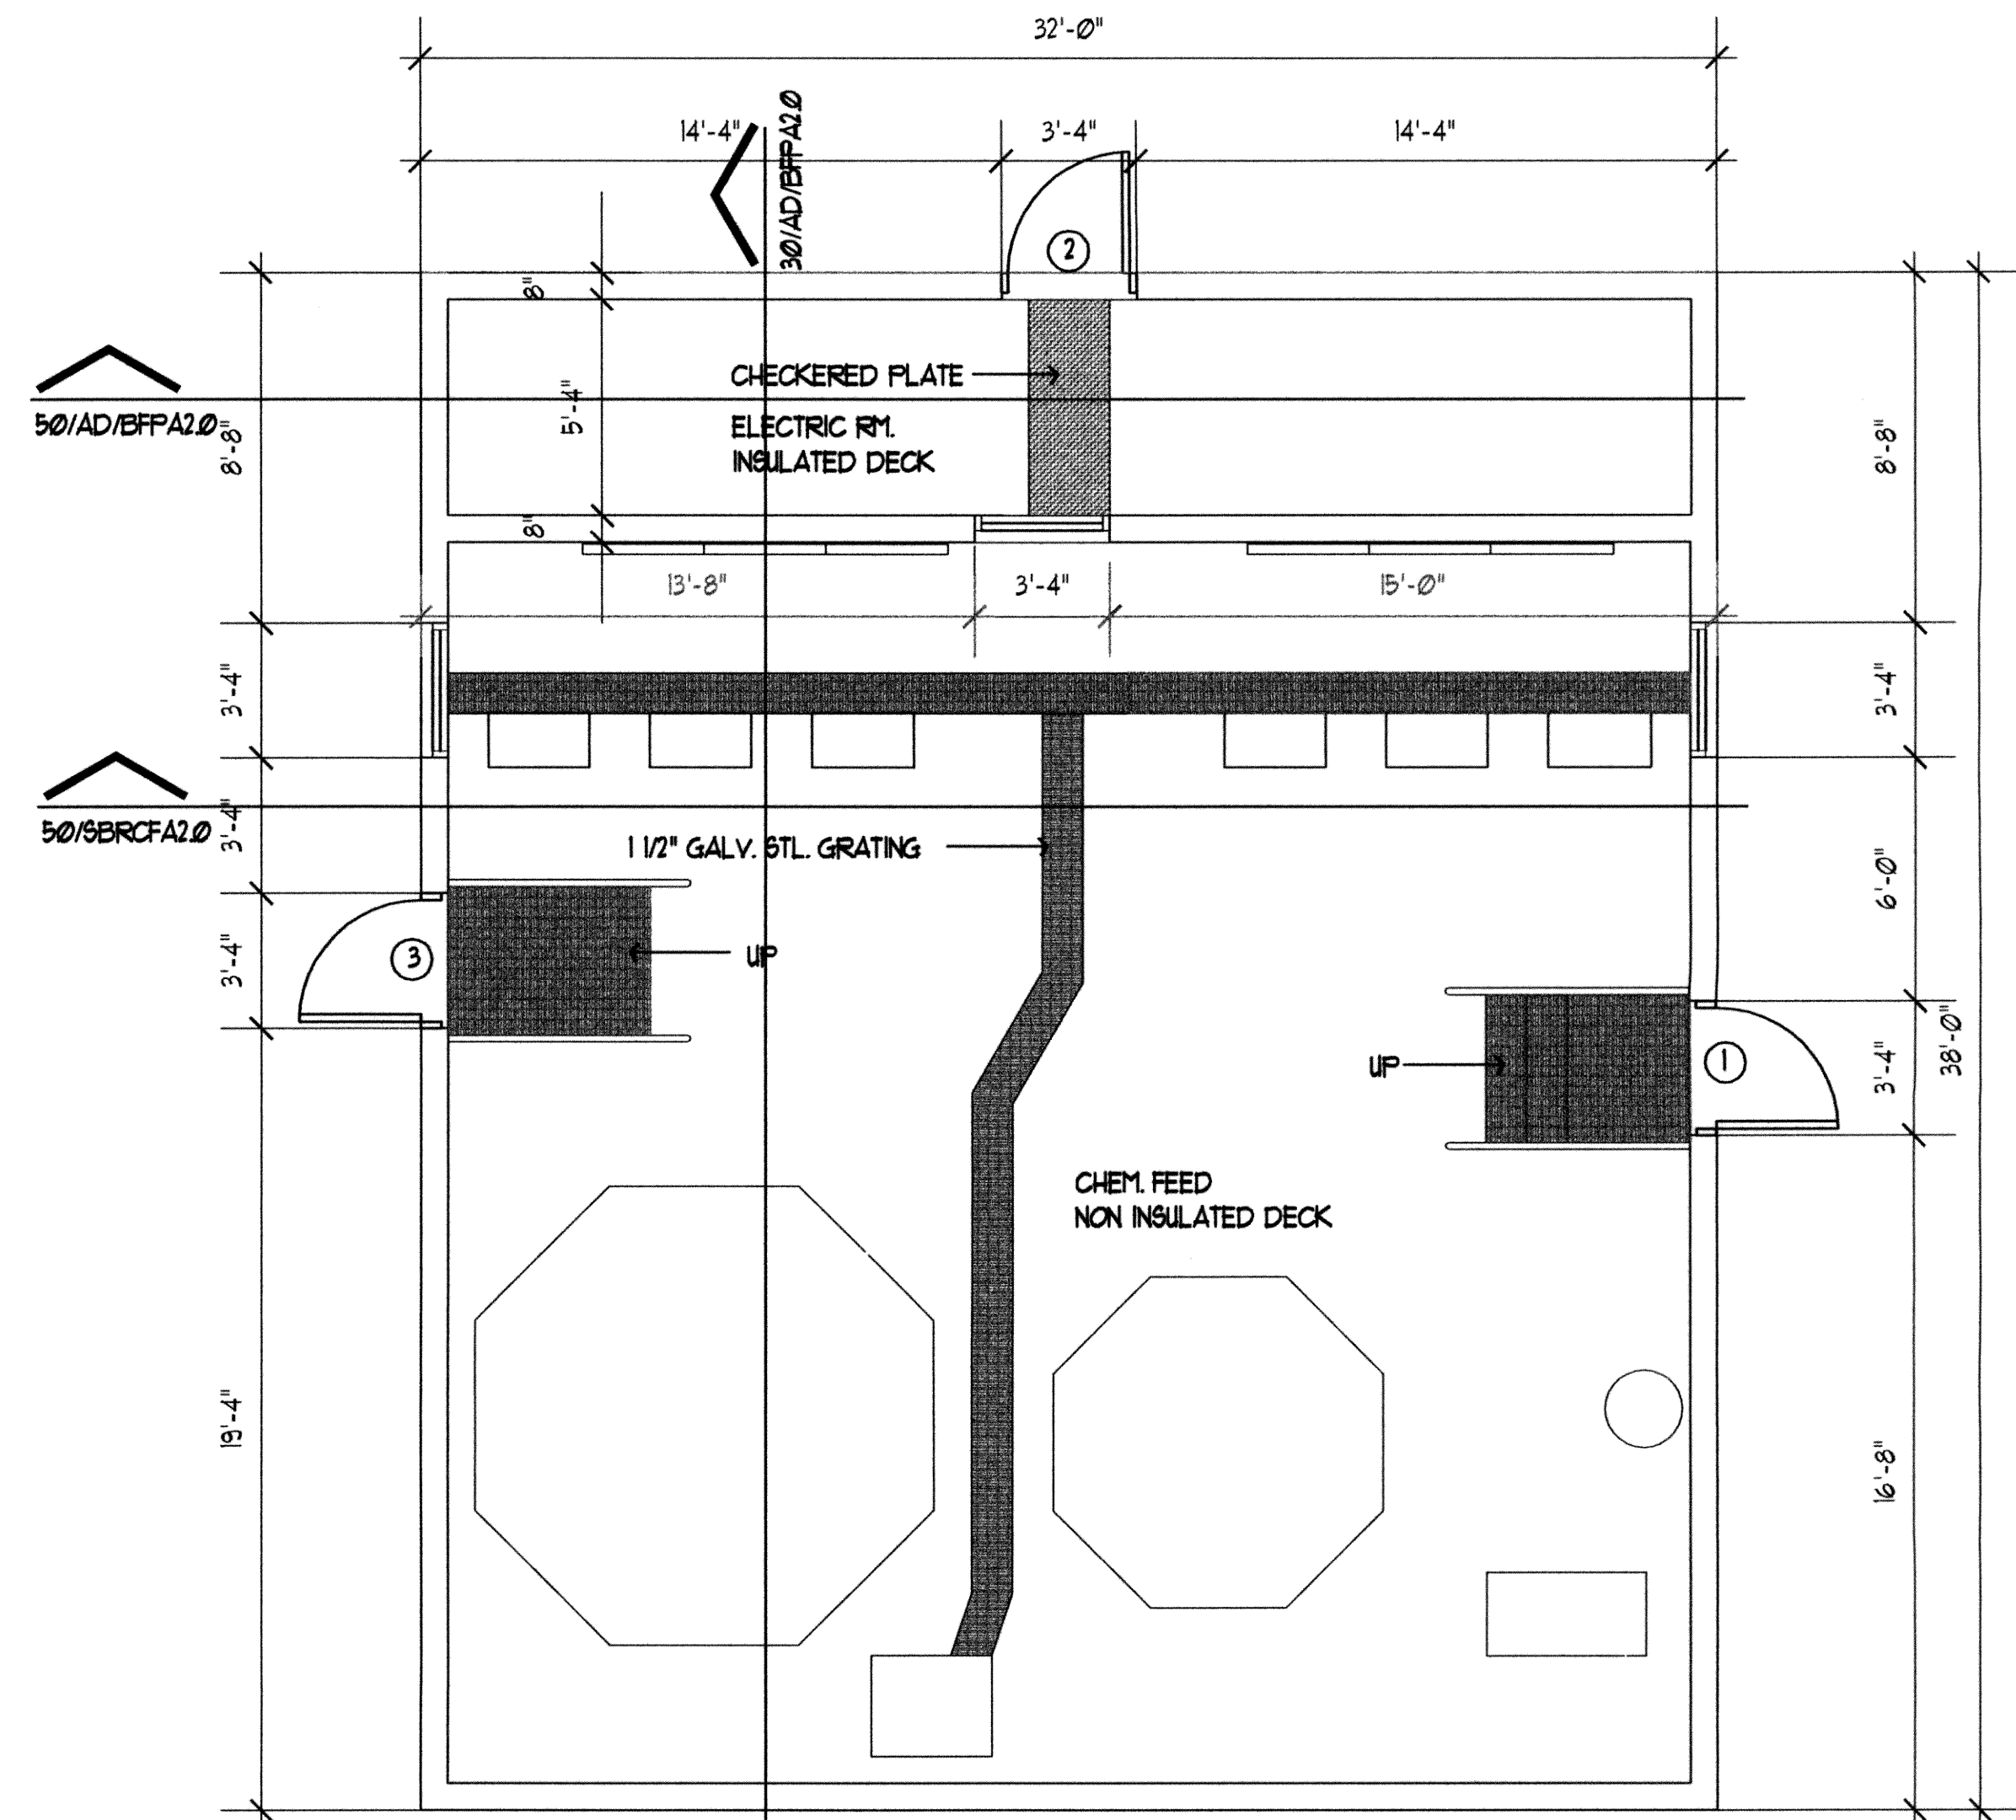 32'-0"
14'-4"
3'-4"
14'-4"
30/AD/BFPA2.0
2
8"
CHECKERED PLATE
5'-4"
50/AD/BFPA2.0
8'-8"
ELECTRIC RM.
INSULATED DECK
8'-8"
8"
13'-8"
3'-4"
15'-0"
3'-4"
3'-4"
50/SBRCFA2.0
3'-4"
1 1/2" GALV. STL. GRATING
6'-0"
3'-4"
3
UP
UP
1
3'-4"
38'-0"
CHEM. FEED
NON INSULATED DECK
19'-4"
16'-8"